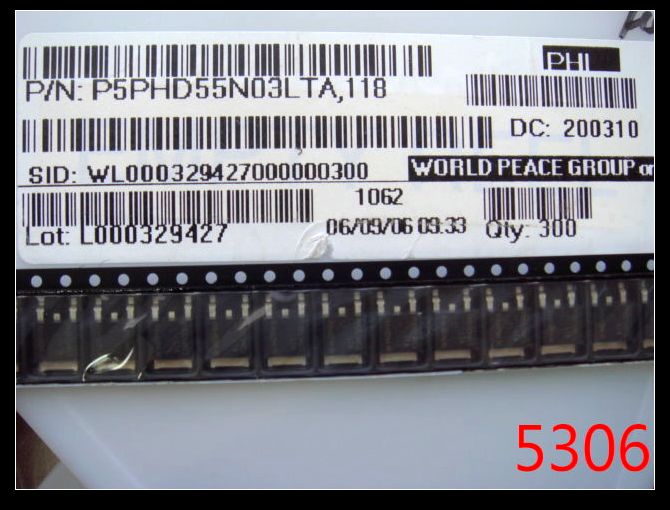 PHI
P/N: P5PHD55N03LTA,118
DC: 200310
SID: WL000329427000000300
WORLD PEACE GROUP or
1062
Lot: L000329427
06/09/06 09:33 Qty: 300
5306